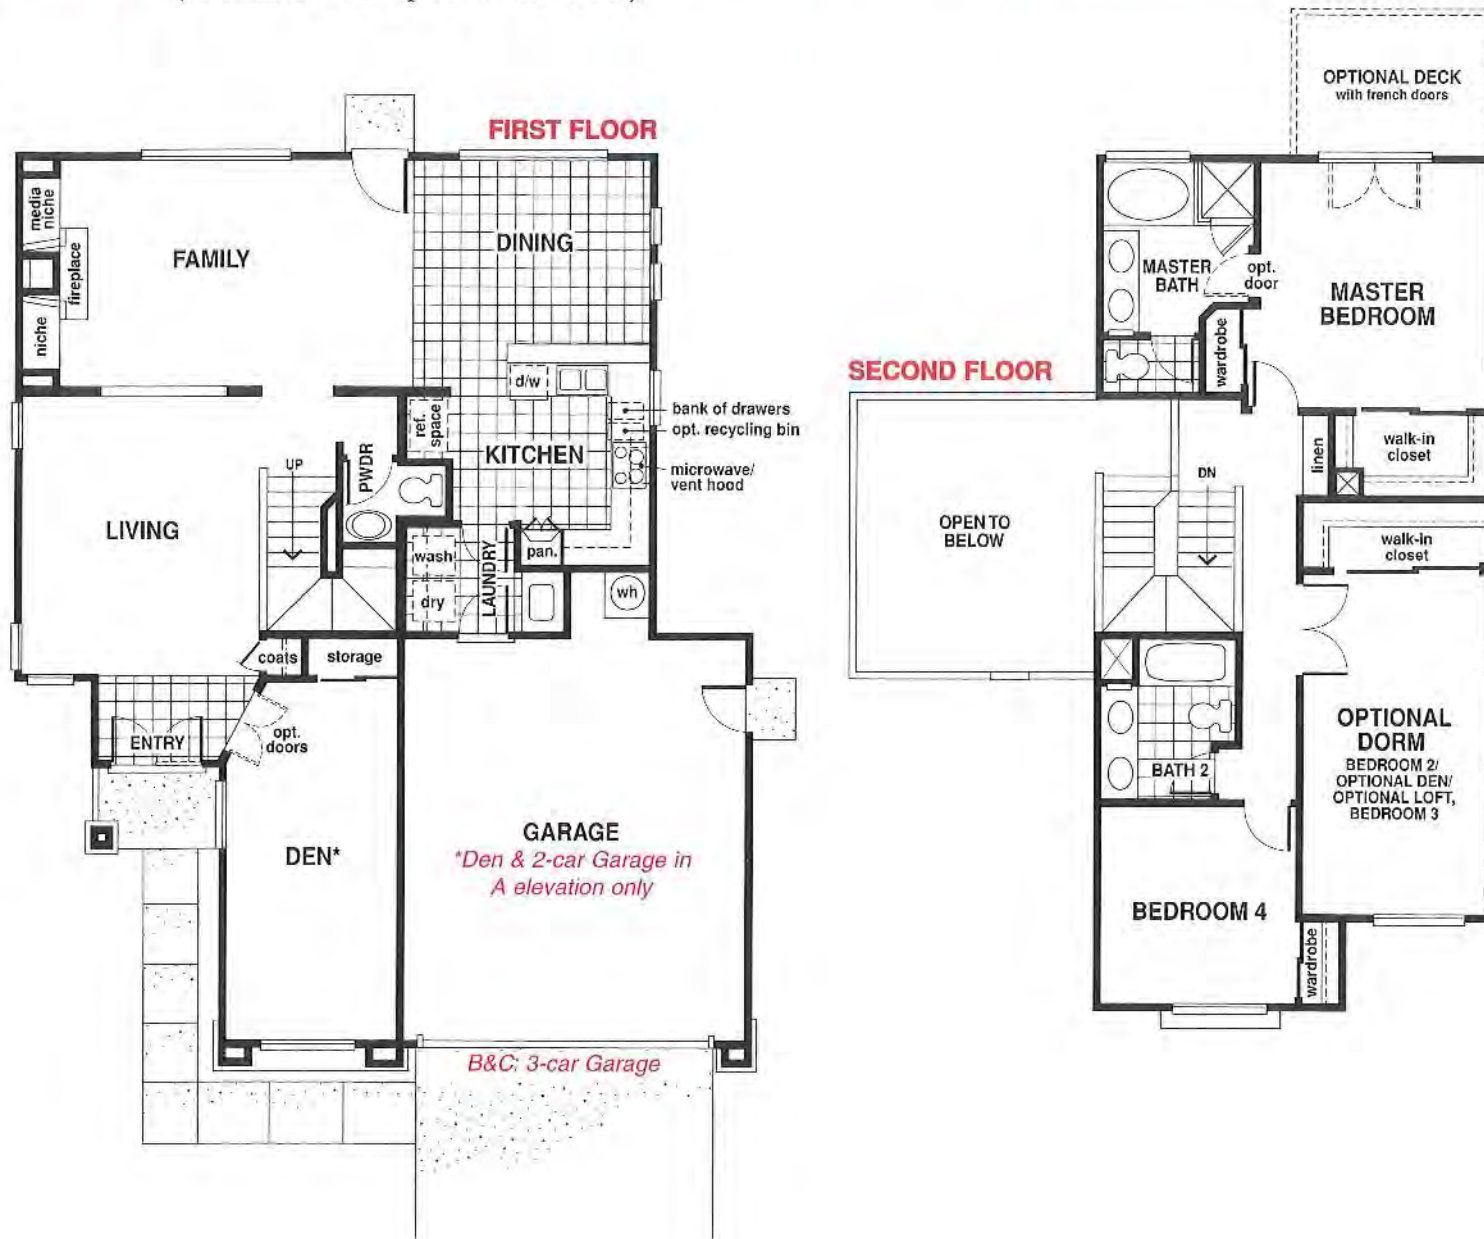 OPTIONAL DECK
with french doors
FIRST FLOOR
media
niche
fireplace
niche
FAMILY
DINING
d/w
ref.
space
KITCHEN
bank of drawers
opt. recycling bin
microwave/
vent hood
UP
PWDR
LIVING
wash
dry
LAUNDRY
pan.
wh
coats
storage
ENTRY
opt.
doors
DEN*
GARAGE
*Den & 2-car Garage in
A elevation only
B&C: 3-car Garage
SECOND FLOOR
MASTER
BATH
opt.
door
MASTER
BEDROOM
wardrobe
linen
walk-in
closet
walk-in
closet
DN
OPEN TO
BELOW
BATH 2
OPTIONAL
DORM
BEDROOM 2/
OPTIONAL DEN/
OPTIONAL LOFT,
BEDROOM 3
BEDROOM 4
wardrobe